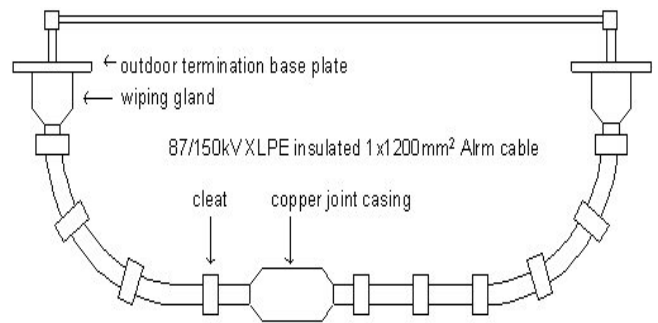 outdoor termination base plate
wiping gland
87/150kV XLPE insulated 1x1200mm² Alrm cable
cleat
copper joint casing